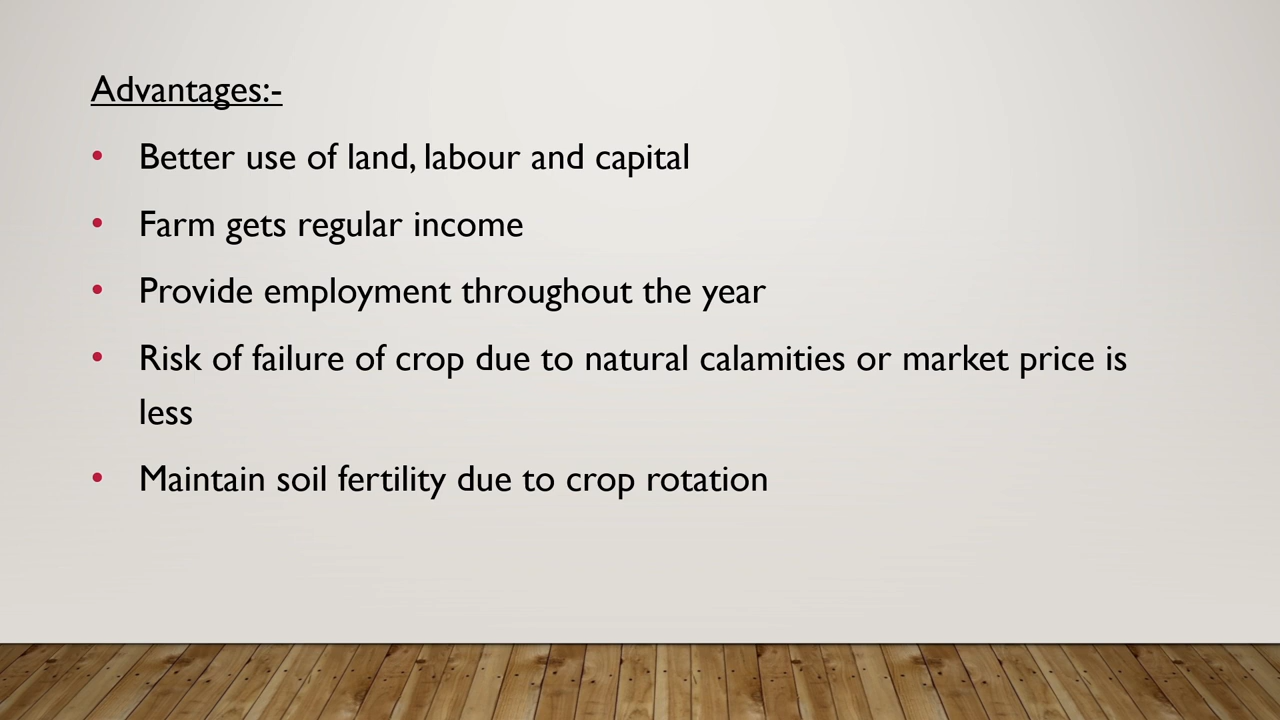 Advantages:-
• Better use of land, labour and capital
• Farm gets regular income
• Provide employment throughout the year
• Risk of failure of crop due to natural calamities or market price is
less
• Maintain soil fertility due to crop rotation